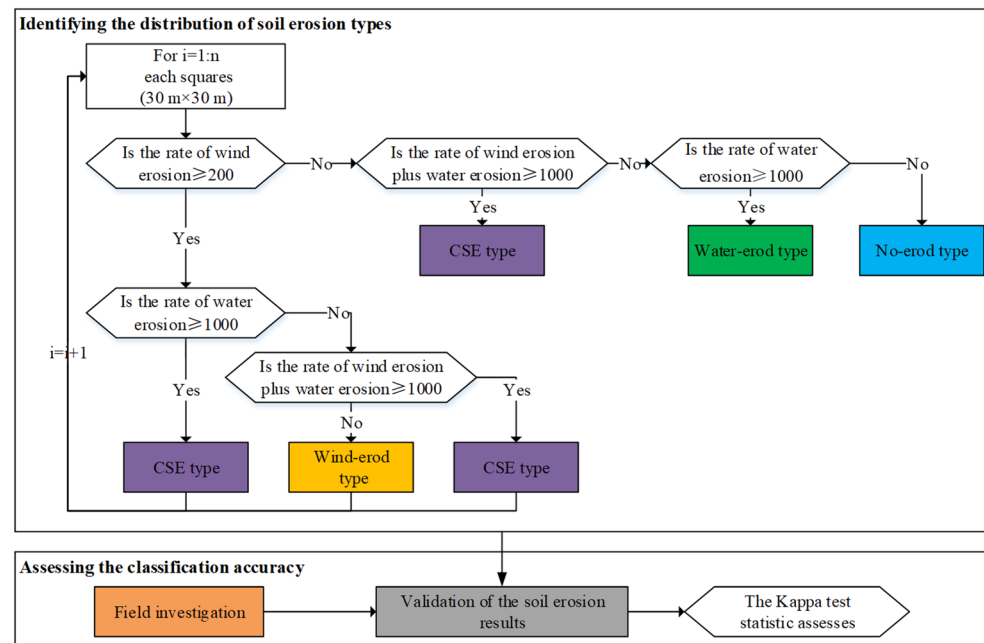 Identifying the distribution of soil erosion types
For i=1:n
each squares
(30 m×30 m)
Is the rate of wind
erosion≥200
No
Is the rate of wind erosion
plus water erosion≥1000
No
Is the rate of water
erosion≥1000
No
Yes
Yes
Yes
CSE type
Water-erod type
No-erod type
Is the rate of water
erosion≥1000
No
i=i+1
Is the rate of wind erosion
plus water erosion≥1000
Yes
Yes
No
CSE type
Wind-erod
type
CSE type
Assessing the classification accuracy
Field investigation
Validation of the soil erosion
results
The Kappa test
statistic assesses